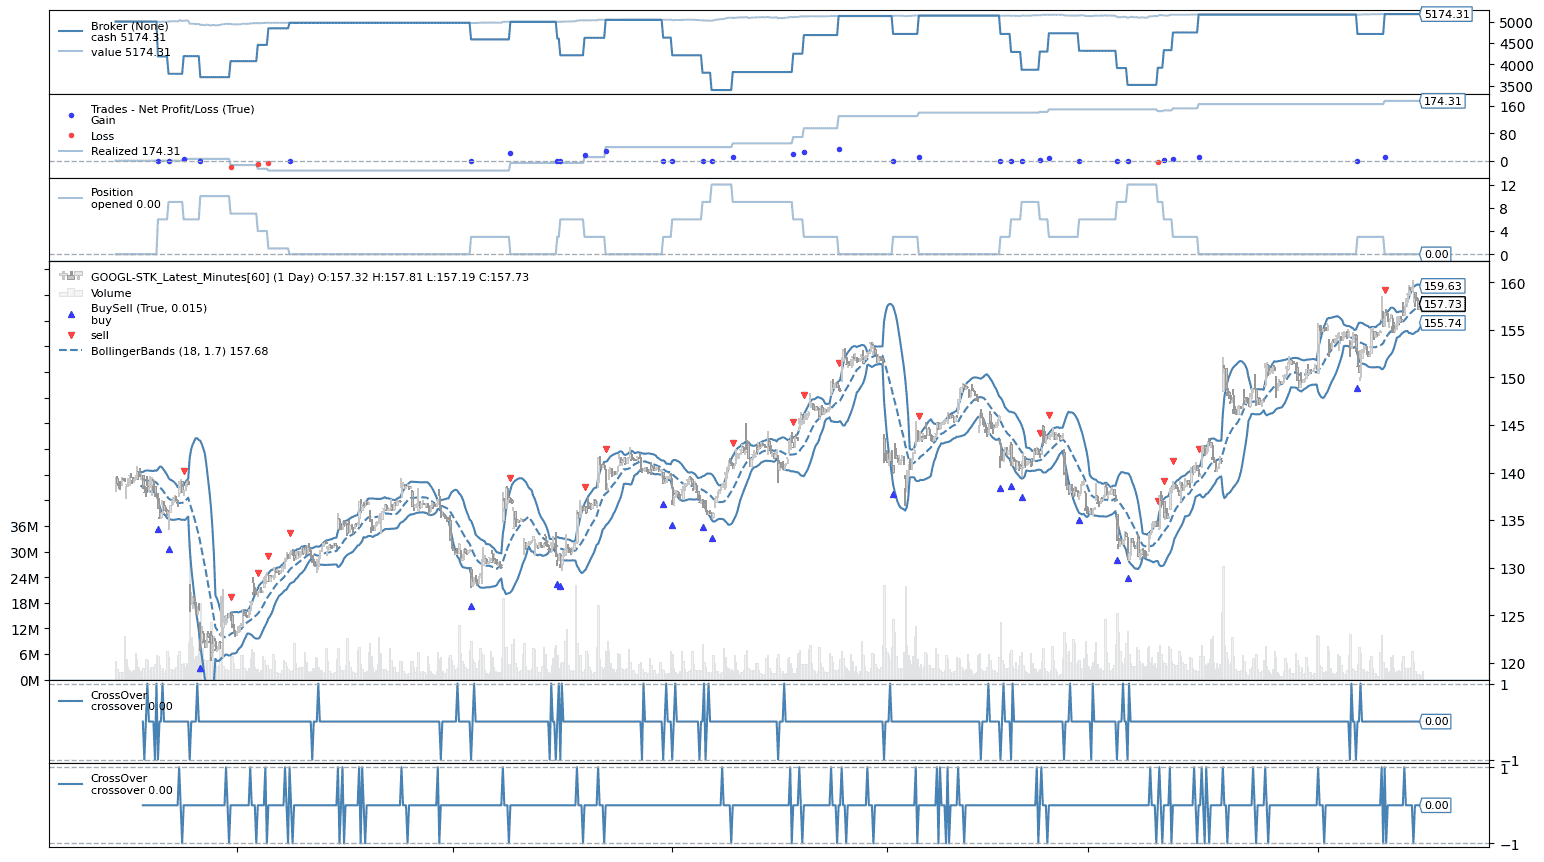 Broker (None)
cash 5174.31
value 5174.31
5174.31
5000
4500
4000
3500
Trades - Net Profit/Loss (True)
Gain
Loss
Realized 174.31
174.31
160
80
0
Position
opened 0.00
12
8
4
0
0.00
GOOGL-STK_Latest_Minutes[60] (1 Day) O:157.32 H:157.81 L:157.19 C:157.73
Volume
BuySell (True, 0.015)
buy
sell
BollingerBands (18, 1.7) 157.68
159.63
157.73
155.74
160
155
150
145
140
135
130
125
120
36M
30M
24M
18M
12M
6M
0M
CrossOver
crossover 0.00
1
0.00
−1
CrossOver
crossover 0.00
1
0.00
−1